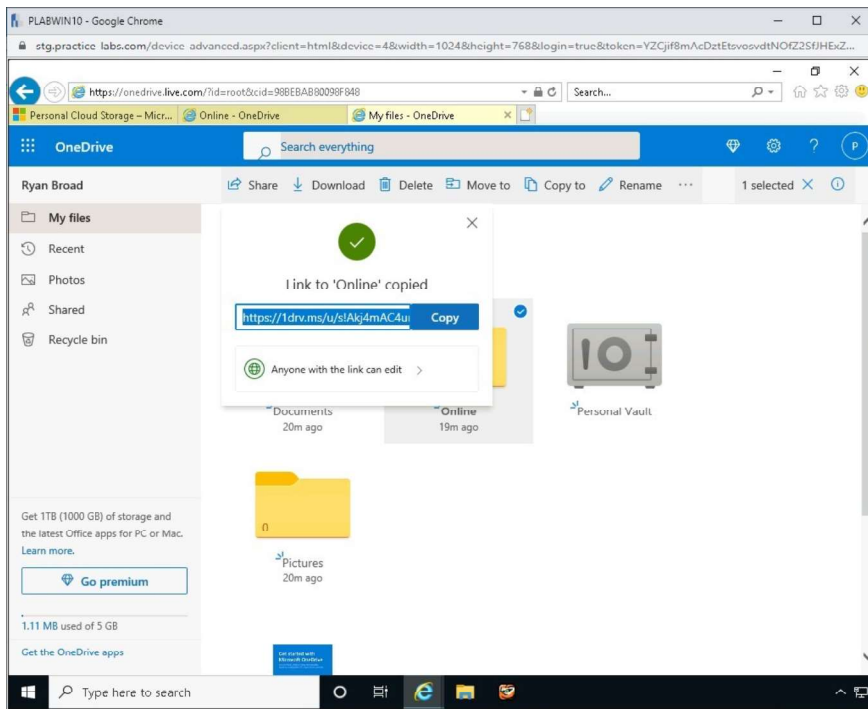 PLABWIN10 - Google Chrome
stg.practice-labs.com/device-advanced.aspx?client=html&device=4&width=1024&height=768&login=true&token=
https://onedrive.live.com/?id=root&cid=98BEBAB80098F848
Search...
Personal Cloud Storage – Micr...
Online - OneDrive
My files - OneDrive
OneDrive
Search everything
P
Ryan Broad
Share
Download
Delete
Move to
Copy to
Rename
...
1 selected
My files
Recent
Photos
Shared
Recycle bin
Link to 'Online' copied
https://1drv.ms/u/s!Akj4mAC4u
Copy
Anyone with the link can edit
Documents
20m ago
Online
19m ago
Personal Vault
0
Pictures
20m ago
Get 1TB (1000 GB) of storage and
the latest Office apps for PC or Mac.
Learn more.
Go premium
1.11 MB used of 5 GB
Get the OneDrive apps
Get started with
Microsoft OneDrive
Type here to search